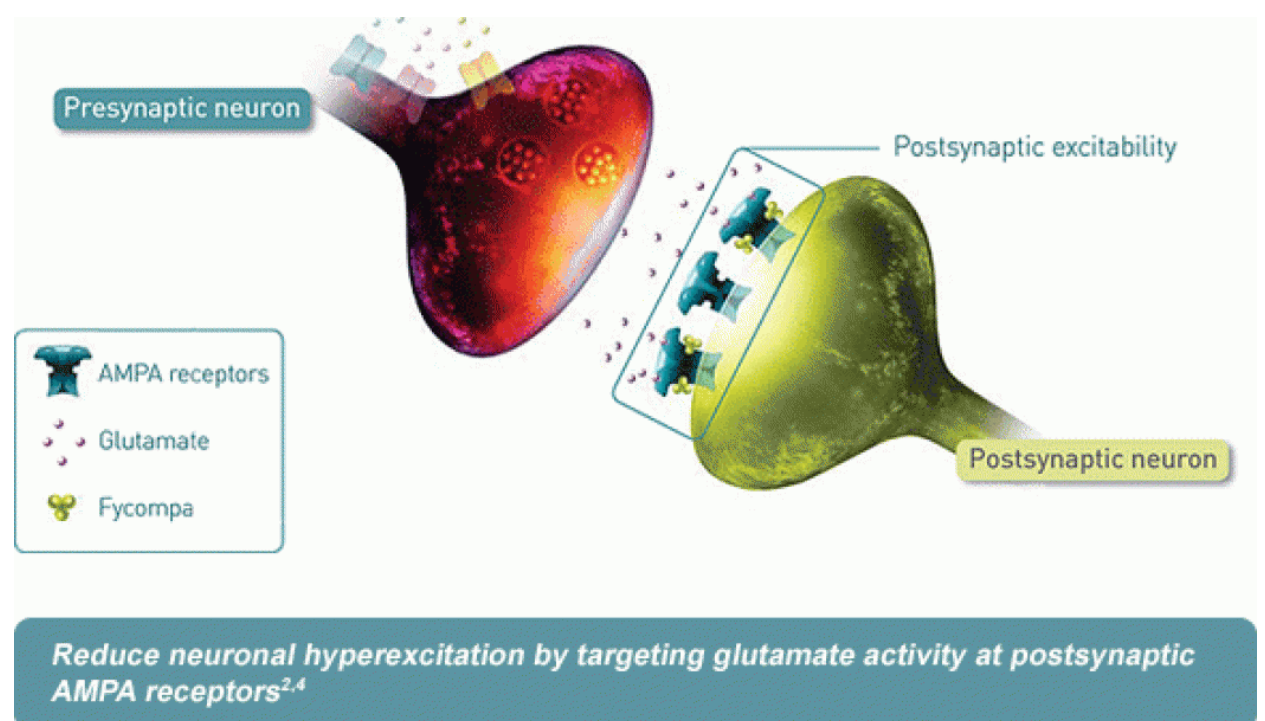 Presynaptic neuron
Postsynaptic excitability
AMPA receptors
Glutamate
Fycompa
Postsynaptic neuron
Reduce neuronal hyperexcitation by targeting glutamate activity at postsynaptic
AMPA receptors2,4